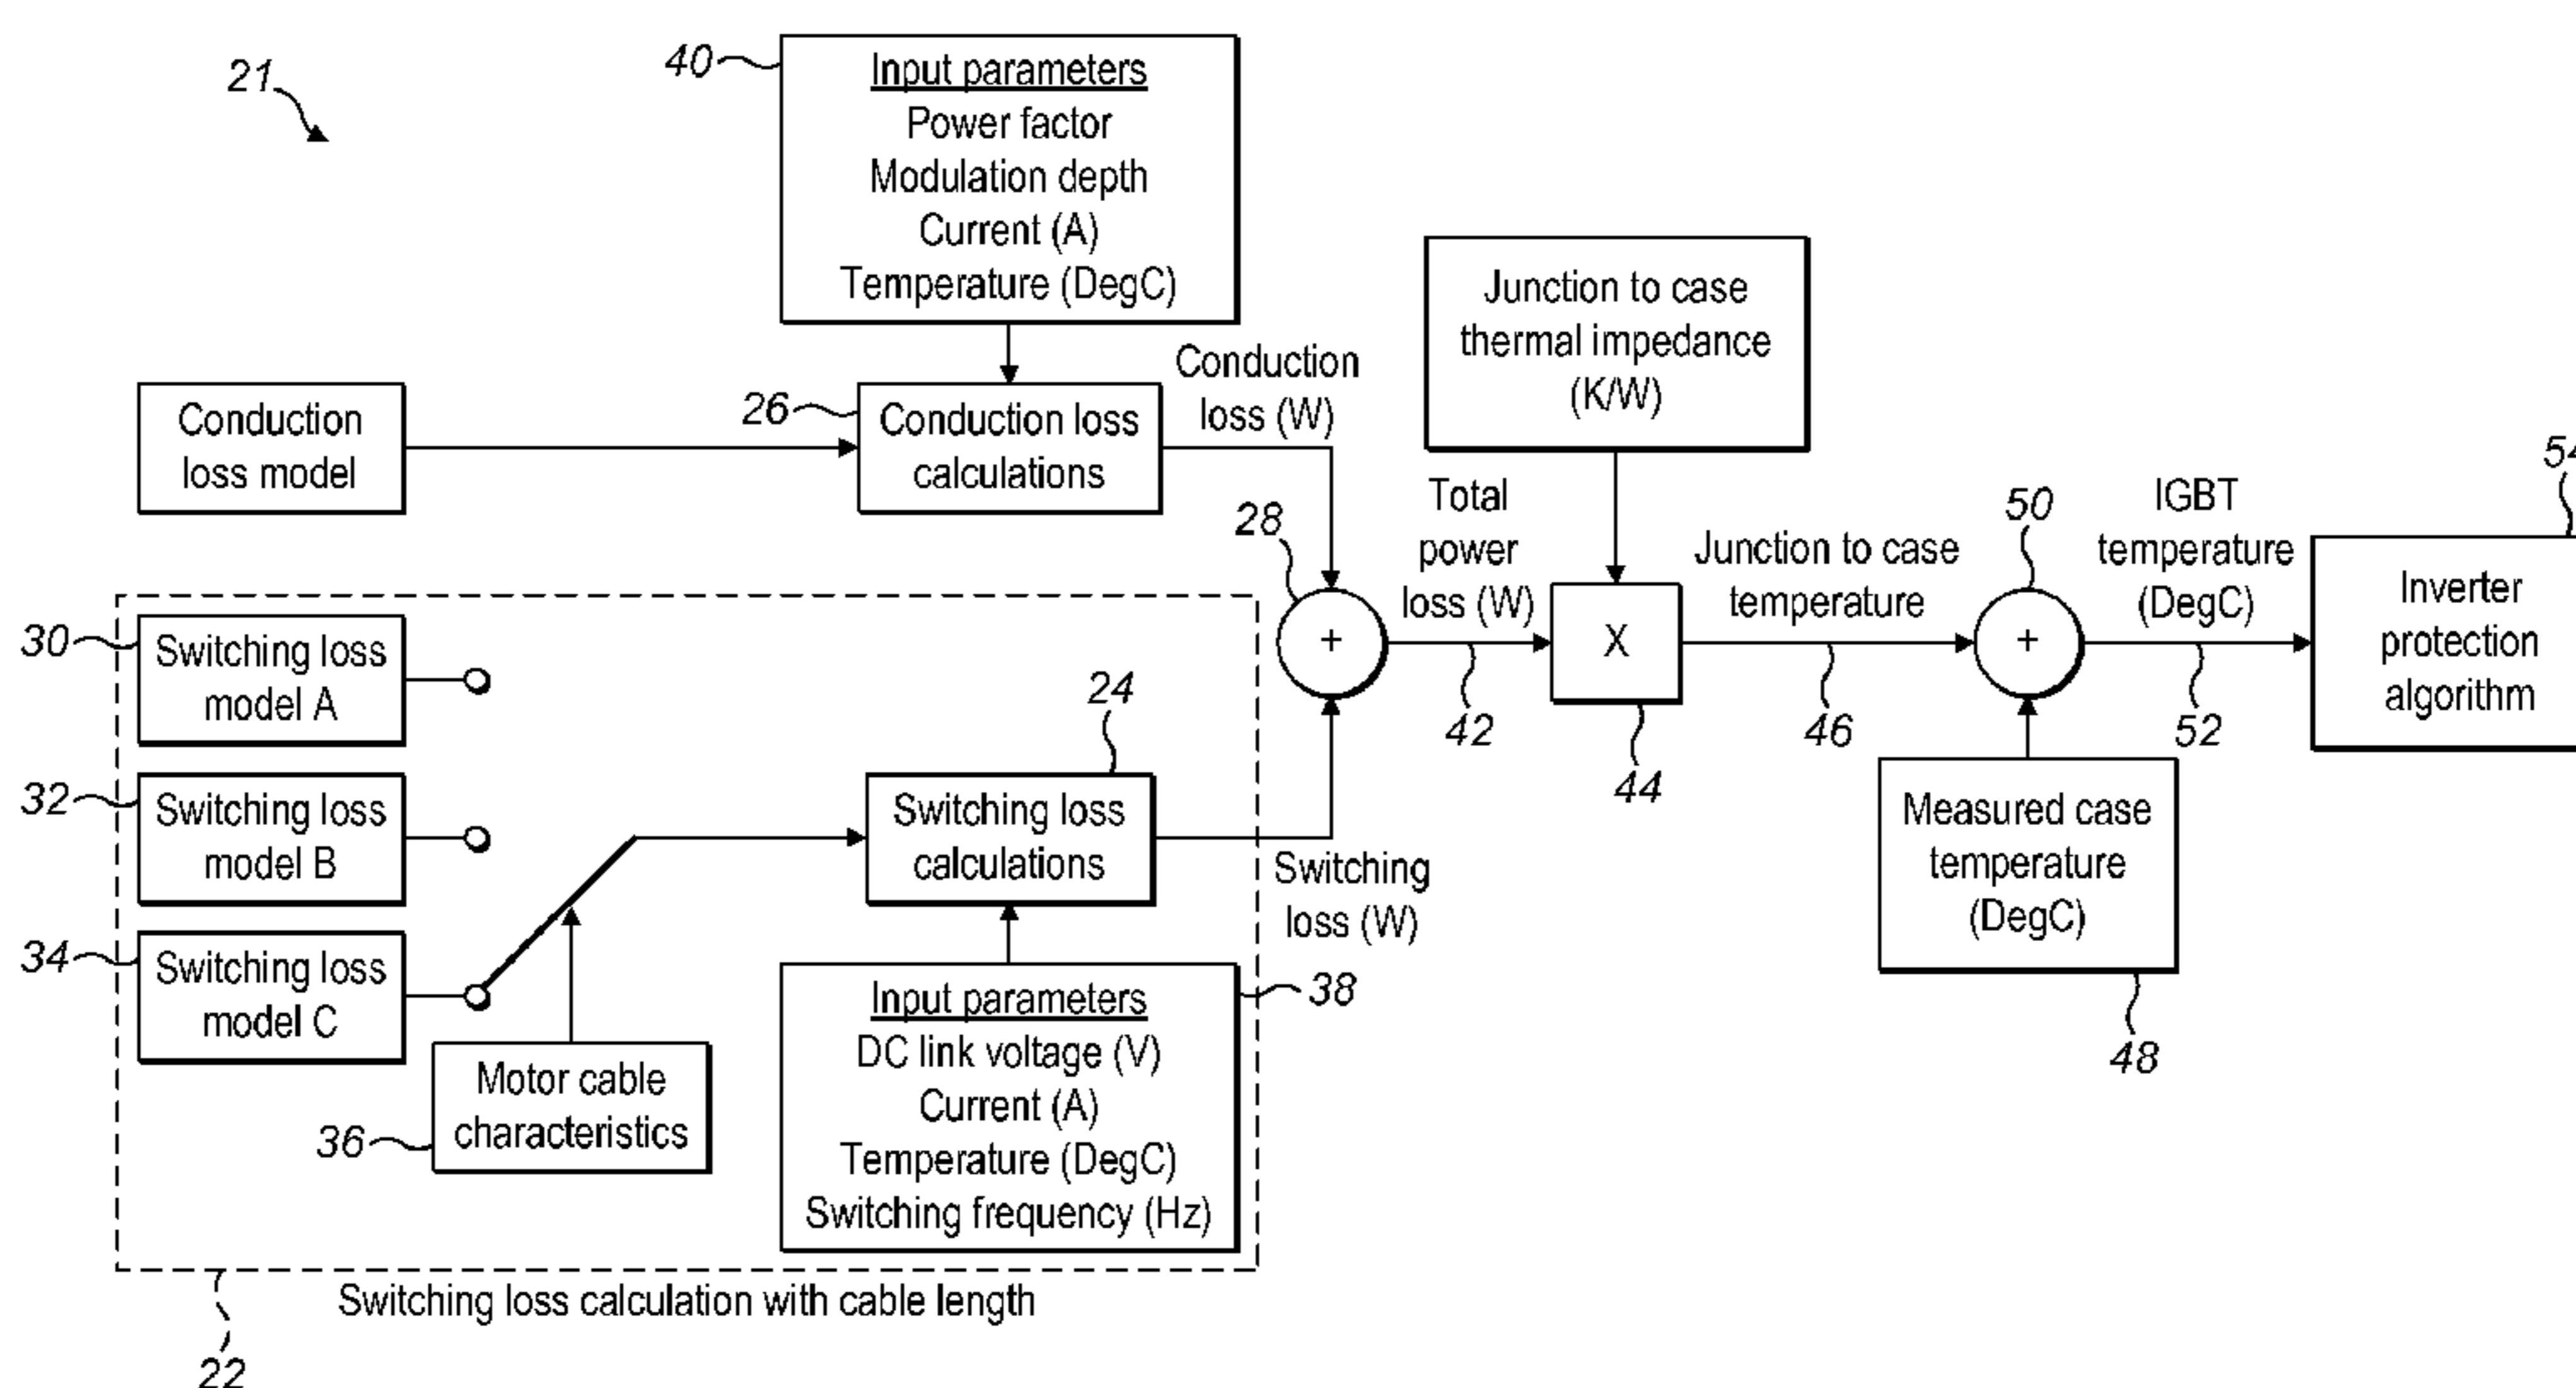 21
40
Input parameters
Power factor
Modulation depth
Current (A)
Temperature (DegC)
Conduction
loss model
26
Conduction loss
calculations
Conduction
loss (W)
Junction to case
thermal impedance
(K/W)
28
+
Total
power
loss (W)
42
X
44
Junction to case
temperature
46
50
+
IGBT
temperature
(DegC)
52
54
Inverter
protection
algorithm
30
Switching loss
model A
32
Switching loss
model B
34
Switching loss
model C
36
Motor cable
characteristics
24
Switching loss
calculations
Switching
loss (W)
38
Input parameters
DC link voltage (V)
Current (A)
Temperature (DegC)
Switching frequency (Hz)
Measured case
temperature
(DegC)
48
Switching loss calculation with cable length
22